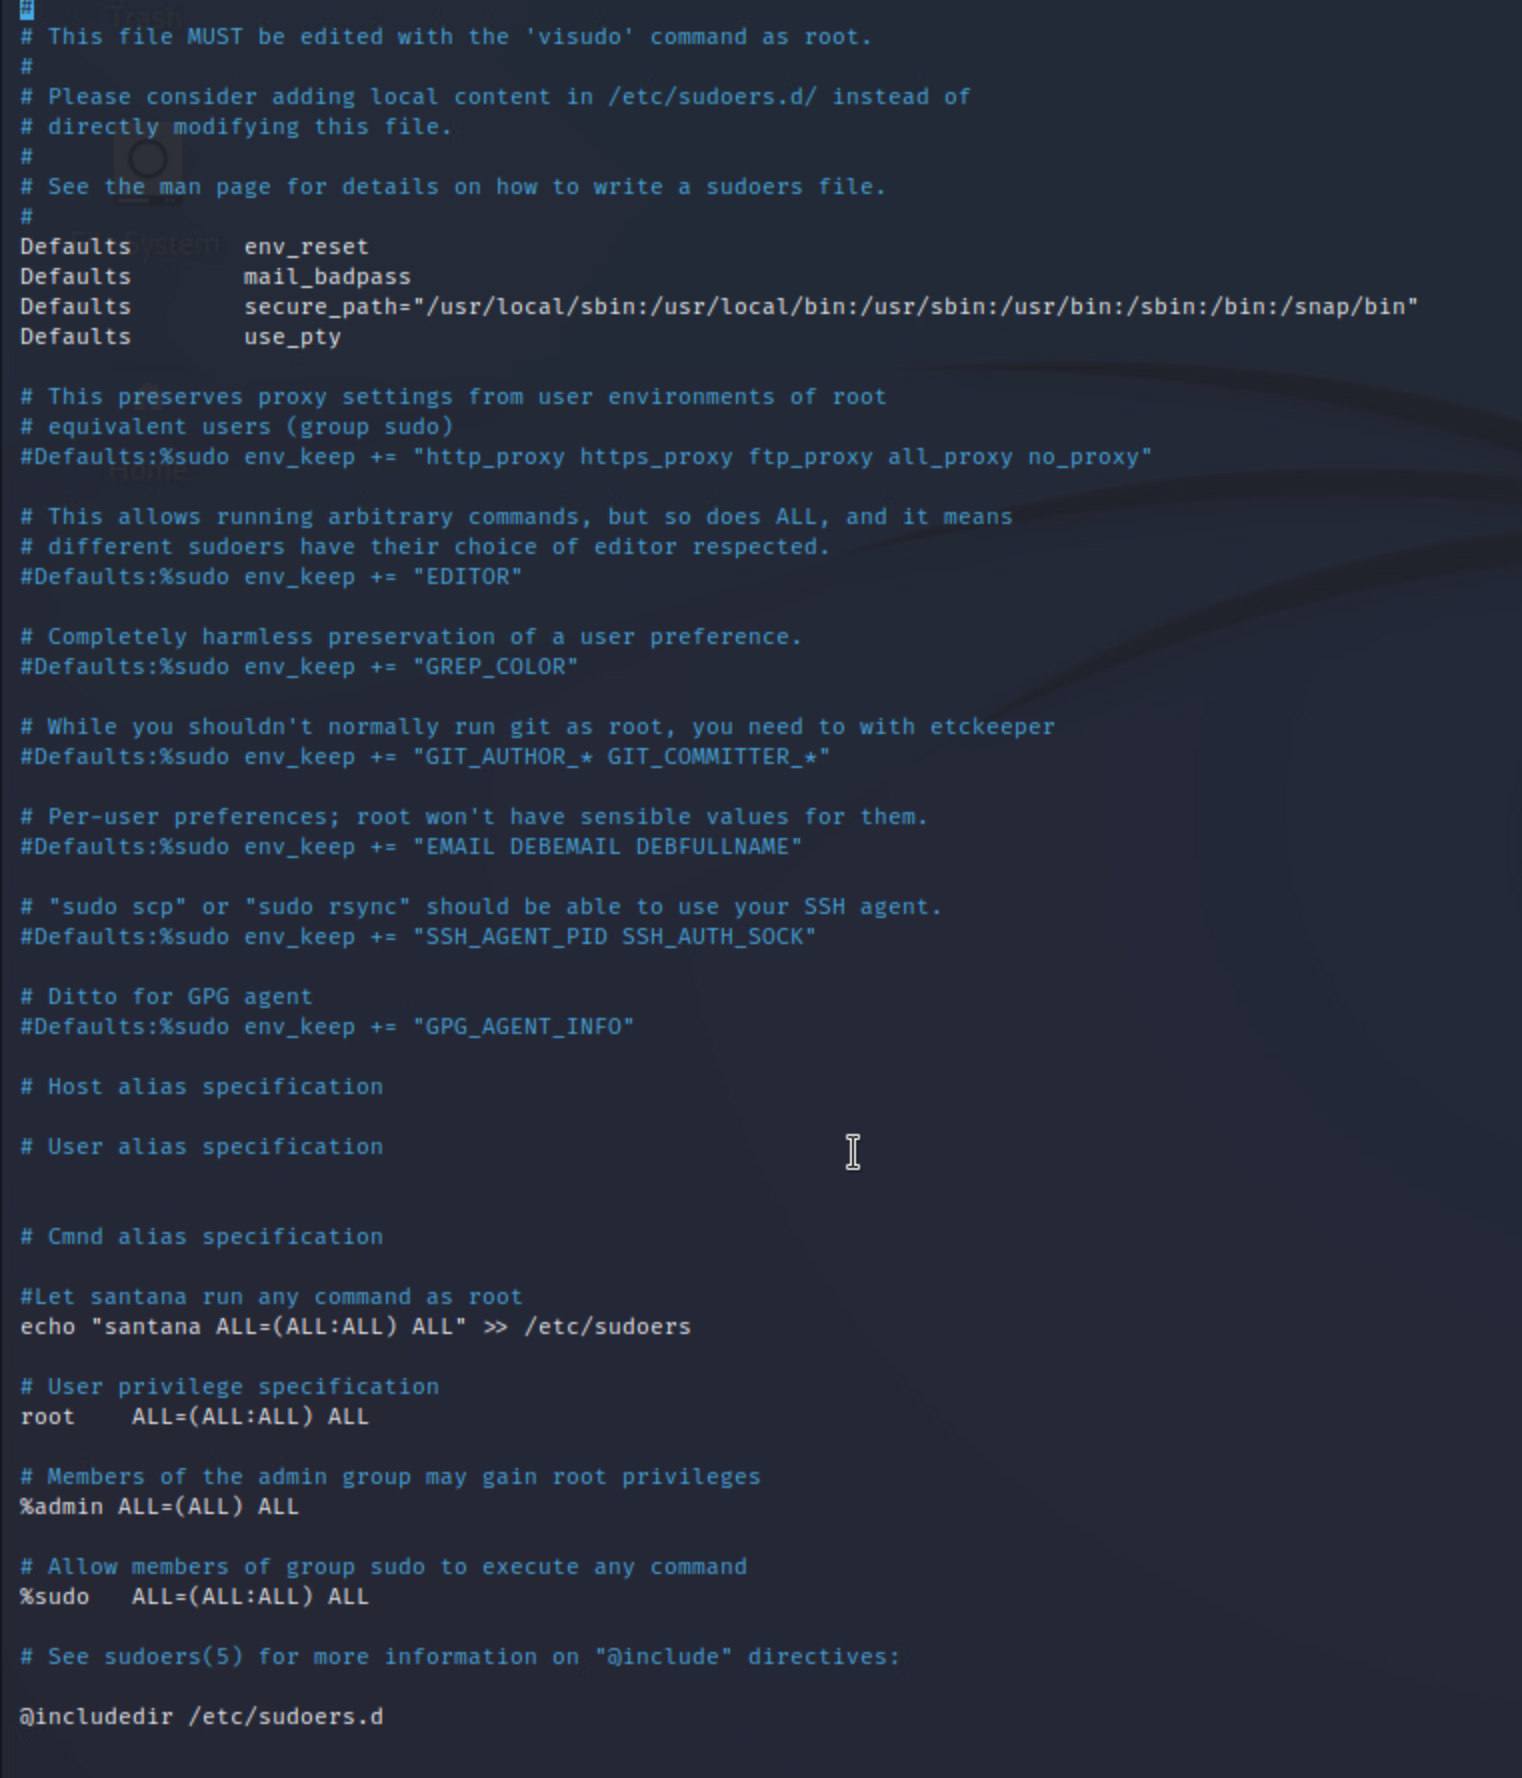 #
# This file MUST be edited with the 'visudo' command as root.
#
# Please consider adding local content in /etc/sudoers.d/ instead of
# directly modifying this file.
#
# See the man page for details on how to write a sudoers file.
#
Defaults        env_reset
Defaults        mail_badpass
Defaults        secure_path="/usr/local/sbin:/usr/local/bin:/usr/sbin:/usr/bin:/sbin:/bin:/snap/bin"
Defaults        use_pty

# This preserves proxy settings from user environments of root
# equivalent users (group sudo)
#Defaults:%sudo env_keep += "http_proxy https_proxy ftp_proxy all_proxy no_proxy"

# This allows running arbitrary commands, but so does ALL, and it means
# different sudoers have their choice of editor respected.
#Defaults:%sudo env_keep += "EDITOR"

# Completely harmless preservation of a user preference.
#Defaults:%sudo env_keep += "GREP_COLOR"

# While you shouldn't normally run git as root, you need to with etckeeper
#Defaults:%sudo env_keep += "GIT_AUTHOR_* GIT_COMMITTER_*"

# Per-user preferences; root won't have sensible values for them.
#Defaults:%sudo env_keep += "EMAIL DEBEMAIL DEBFULLNAME"

# "sudo scp" or "sudo rsync" should be able to use your SSH agent.
#Defaults:%sudo env_keep += "SSH_AGENT_PID SSH_AUTH_SOCK"

# Ditto for GPG agent
#Defaults:%sudo env_keep += "GPG_AGENT_INFO"

# Host alias specification

# User alias specification


# Cmnd alias specification

#Let santana run any command as root
echo "santana ALL=(ALL:ALL) ALL" >> /etc/sudoers

# User privilege specification
root    ALL=(ALL:ALL) ALL

# Members of the admin group may gain root privileges
%admin ALL=(ALL) ALL

# Allow members of group sudo to execute any command
%sudo   ALL=(ALL:ALL) ALL

# See sudoers(5) for more information on "@include" directives:

@includedir /etc/sudoers.d
Trash
System
Home